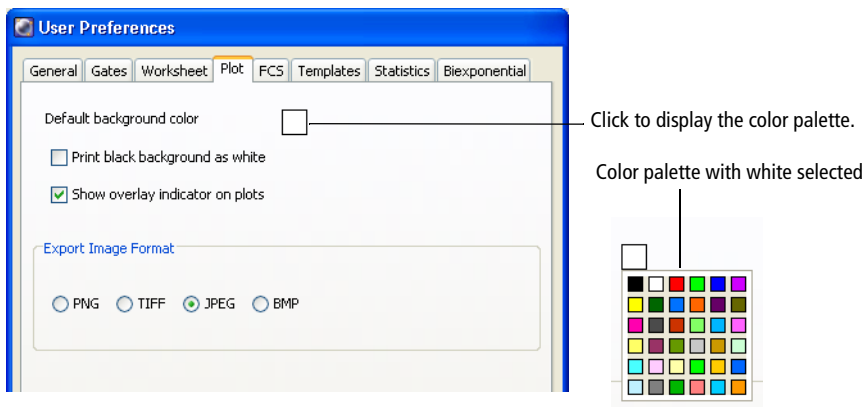 User Preferences
General Gates Worksheet Plot FCS Templates Statistics Biexponential
Default background color
Click to display the color palette.
Print black background as white
Color palette with white selected
Show overlay indicator on plots
Export Image Format
PNG TIFF JPEG BMP